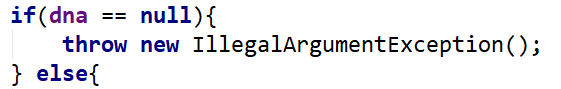 if(dna == null){
    throw new IllegalArgumentException();
} else{